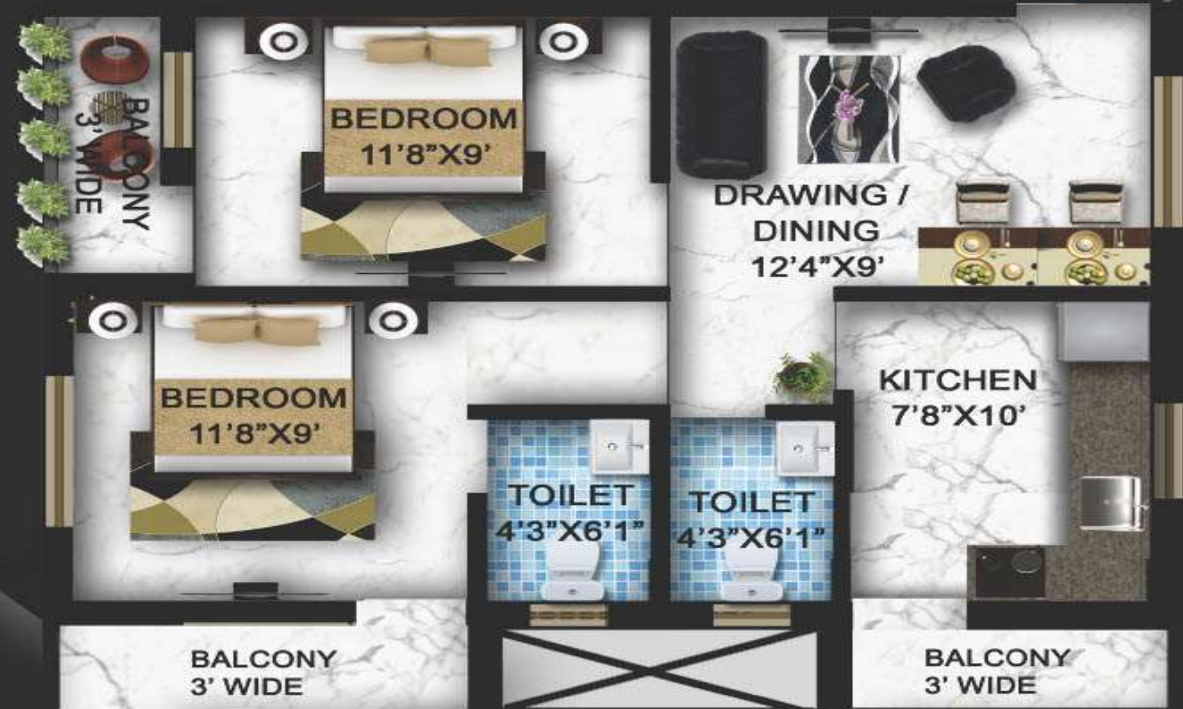 BALCONY
3' WIDE
BEDROOM
11'8"X9'
DRAWING /
DINING
12'4"X9'
BEDROOM
11'8"X9'
KITCHEN
7'8"X10'
TOILET
4'3"X6'1"
TOILET
4'3"X6'1"
BALCONY
3' WIDE
BALCONY
3' WIDE